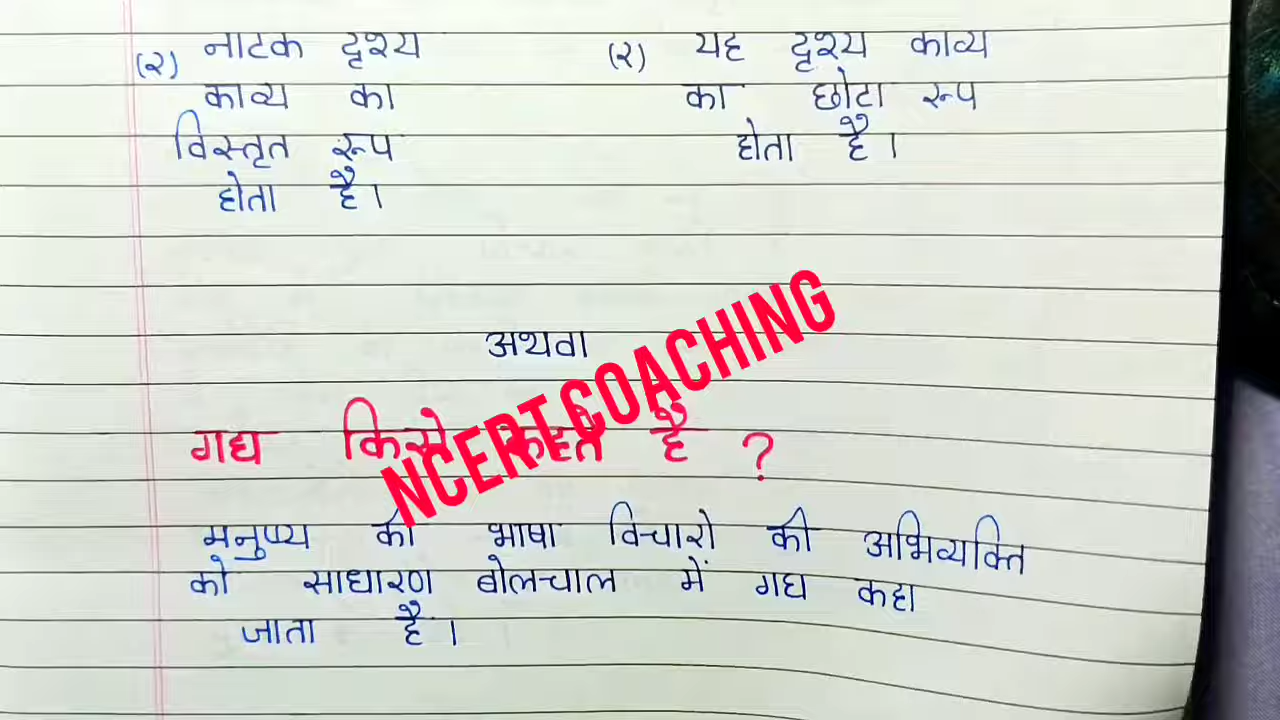 (२) नाटक दृश्य
काव्य का
विस्तृत रूप
होता है।
(२) यह दृश्य काव्य
का छोटा रूप
होता है।
अथवा
गद्य किसे कहते है ?
NCERT COACHING
मनुष्य की भाषा विचारो की अभिव्यक्ति
को साधारण बोलचाल में गद्य कहा
जाता है।